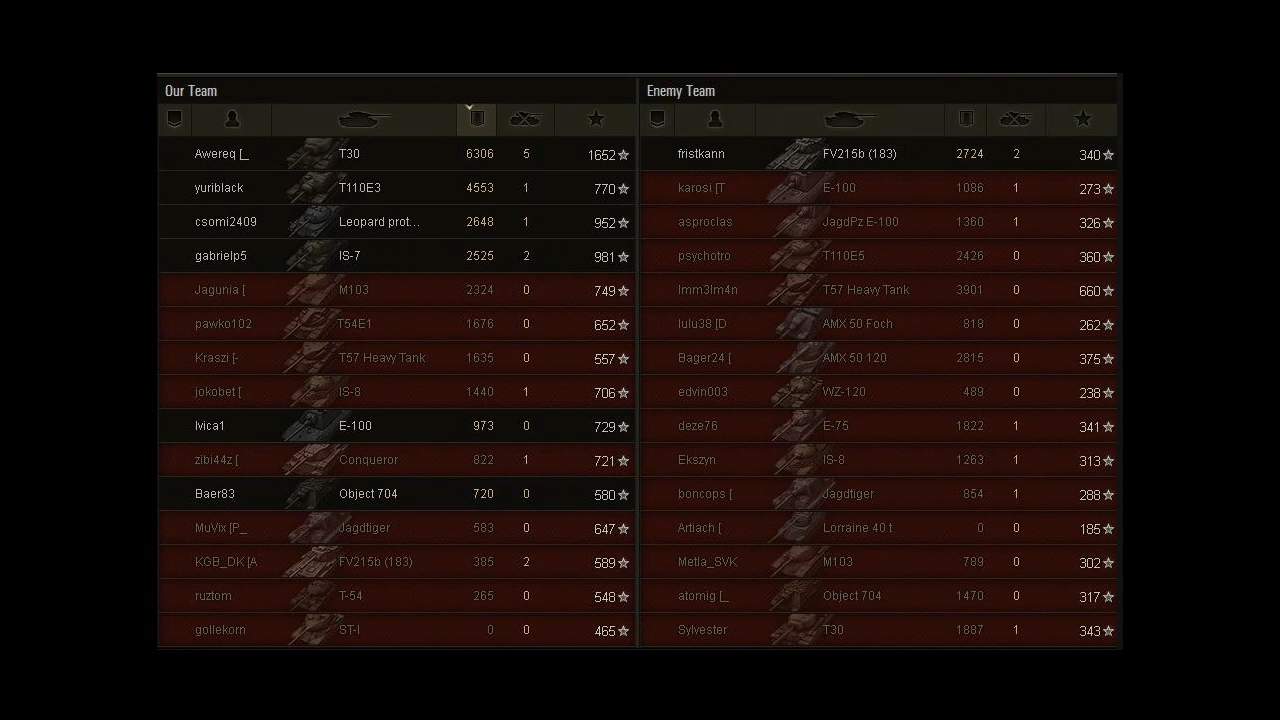 Our Team Enemy Team
Awereq [_ T30 6306 5 1652 fristkann FV215b (183) 2724 2 340
yuriblack T110E3 4553 1 770 karosi [T E-100 1086 1 273
csomi2409 Leopard prot... 2648 1 952 asproclas JagdPz E-100 1360 1 326
gabrielp5 IS-7 2525 2 981 psychotro T110E5 2426 0 360
Jagunia [ M103 2324 0 749 Imm3lm4n T57 Heavy Tank 3901 0 660
pawko102 T54E1 1676 0 652 lulu38 [D AMX 50 Foch 818 0 262
Kraszi [- T57 Heavy Tank 1635 0 557 Bager24 [ AMX 50 120 2815 0 375
jokobet [ IS-8 1440 1 706 edvin003 WZ-120 489 0 238
Ivica1 E-100 973 0 729 deze76 E-75 1822 1 341
zibi44z [ Conqueror 822 1 721 Ekszyn IS-8 1263 1 313
Baer83 Object 704 720 0 580 boncops [ Jagdtiger 854 1 288
MuVix [P_ Jagdtiger 583 0 647 Artiach [ Lorraine 40 t 0 0 185
KGB_DK [A FV215b (183) 385 2 589 Metla_SVK M103 789 0 302
ruztom T-54 265 0 548 atomig [_ Object 704 1470 0 317
gollekorn ST-I 0 0 465 Sylvester T30 1887 1 343